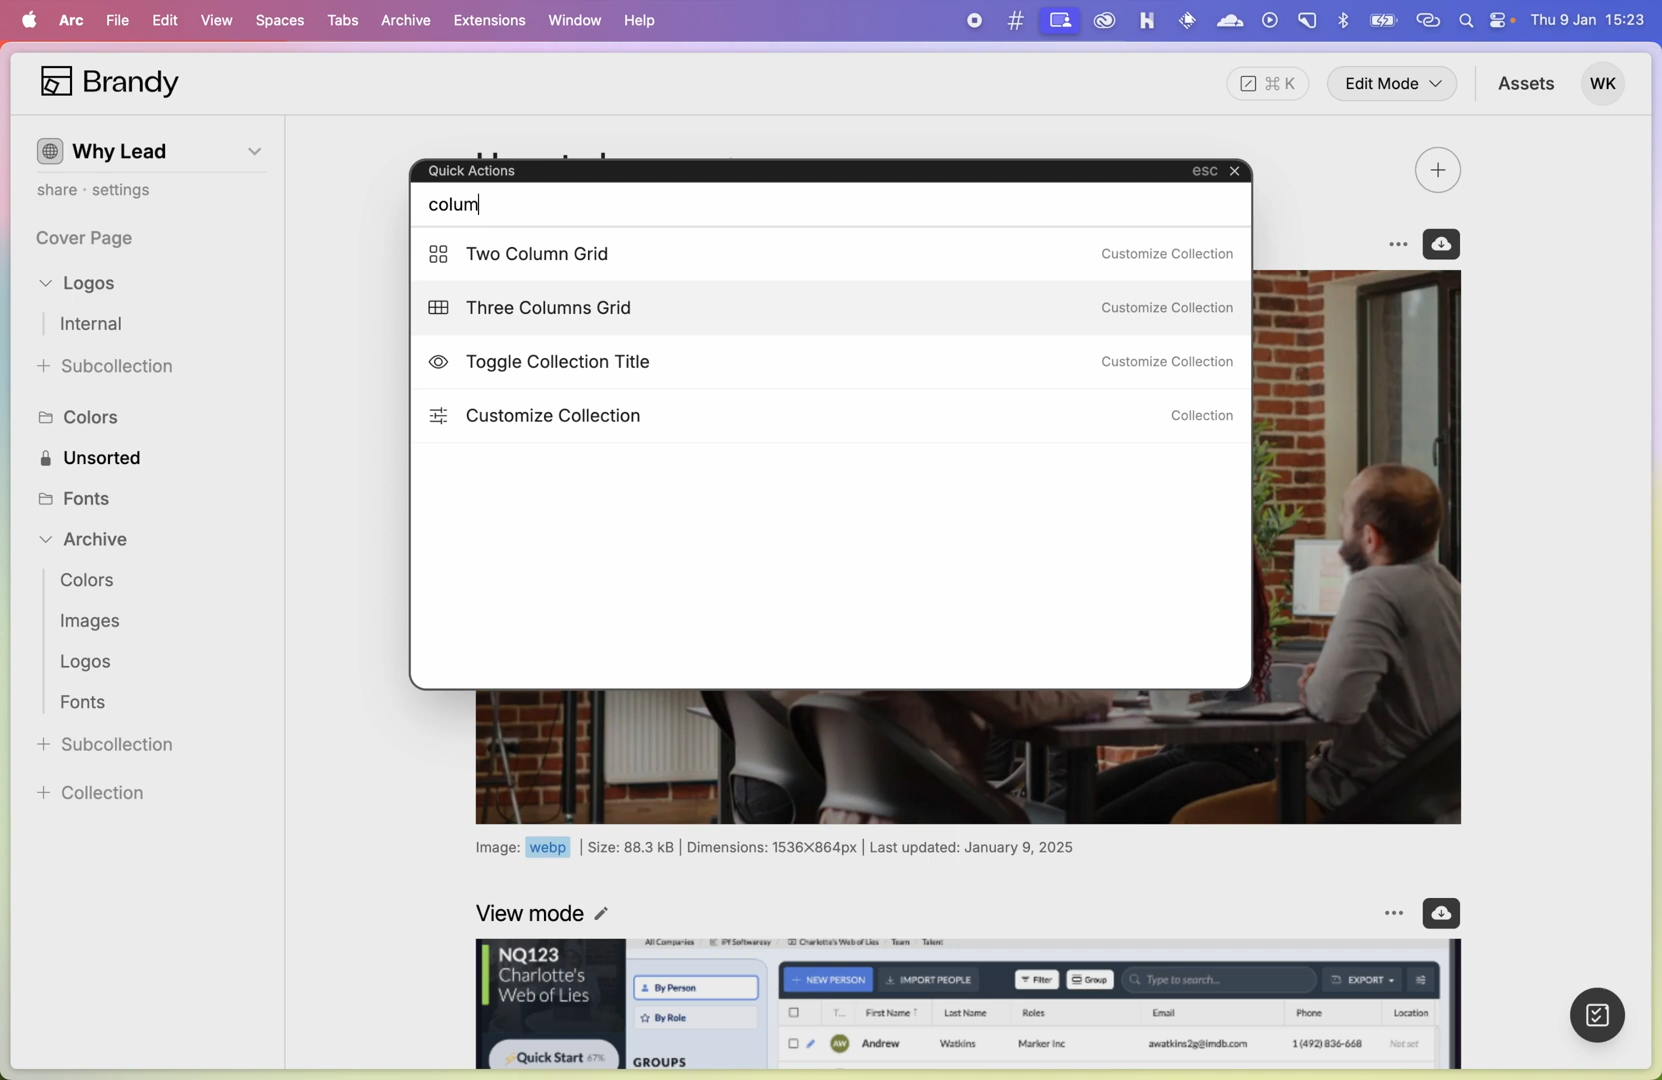 Arc File Edit View Spaces Tabs Archive Extensions Window Help Thu 9 Jan 15:23
Brandy
⌘ K
Edit Mode
Assets
WK
Why Lead
share · settings
Cover Page
Logos
Internal
+ Subcollection
Colors
Unsorted
Fonts
Archive
Colors
Images
Logos
Fonts
+ Subcollection
+ Collection
Quick Actions
esc ×
colum
Two Column Grid Customize Collection
Three Columns Grid Customize Collection
Toggle Collection Title Customize Collection
Customize Collection Collection
Image: webp | Size: 88.3 kB | Dimensions: 1536×864px | Last updated: January 9, 2025
View mode
NQ123
Charlotte's
Web of Lies
Quick Start 67%
All Companies / IPf Softwaresy / Charlotte's Web of Lies / Team / Talent
By Person
By Role
GROUPS
+ NEW PERSON IMPORT PEOPLE Filter Group Type to search... EXPORT
T... First Name ↑ Last Name Roles Email Phone Location
AW Andrew Watkins Marker Inc awatkins2g@imdb.com 1 (492) 836-668 Not set